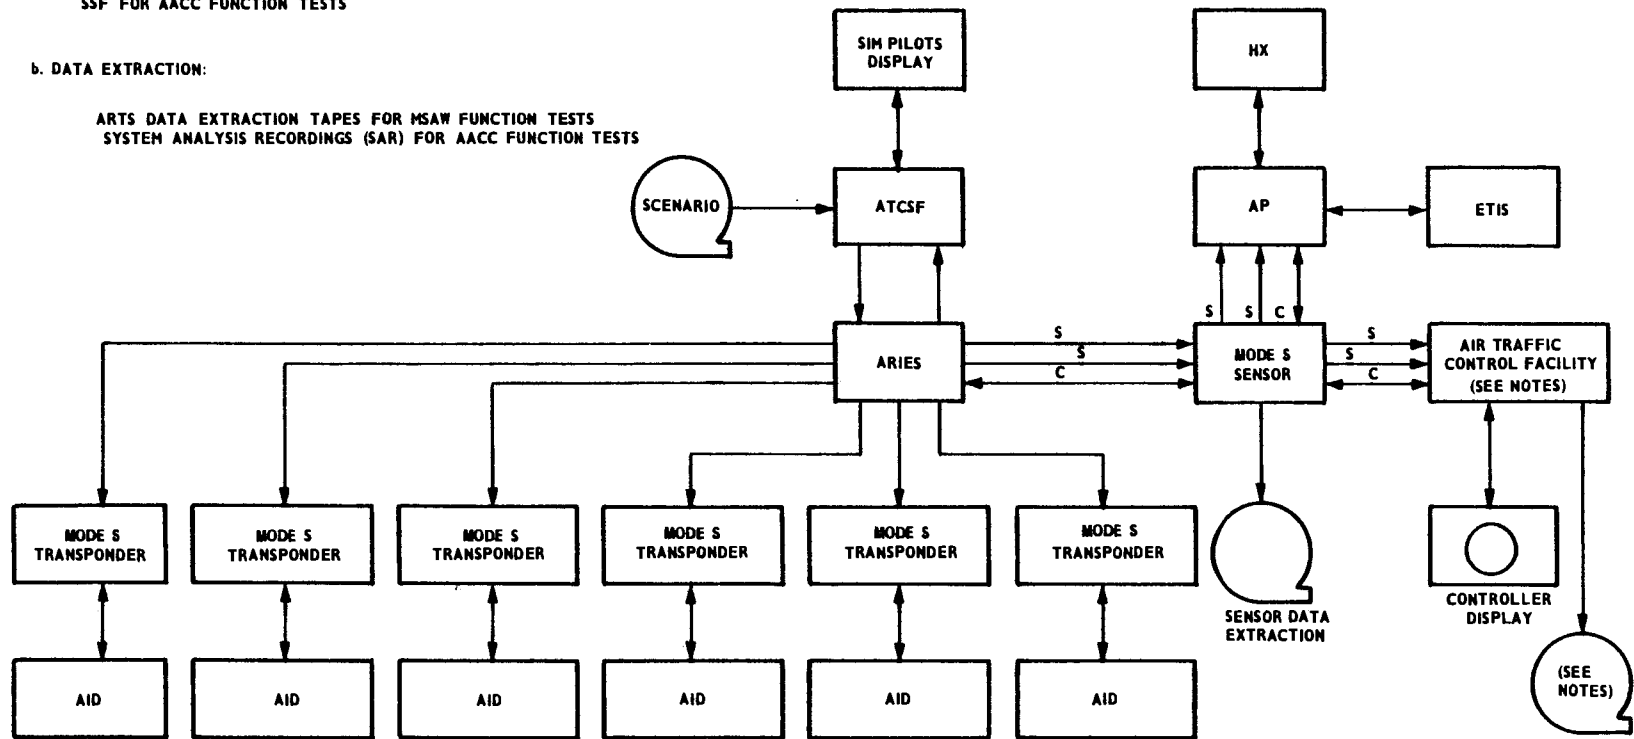 SSF FOR AACC FUNCTION TESTS
b. DATA EXTRACTION:
ARTS DATA EXTRACTION TAPES FOR MSAW FUNCTION TESTS
SYSTEM ANALYSIS RECORDINGS (SAR) FOR AACC FUNCTION TESTS
SIM PILOTS
DISPLAY
HX
SCENARIO
ATCSF
AP
ETIS
S S C
ARIES
S
S
C
MODE S
SENSOR
S
S
C
AIR TRAFFIC
CONTROL FACILITY
(SEE NOTES)
MODE S
TRANSPONDER
MODE S
TRANSPONDER
MODE S
TRANSPONDER
MODE S
TRANSPONDER
MODE S
TRANSPONDER
MODE S
TRANSPONDER
SENSOR DATA
EXTRACTION
CONTROLLER
DISPLAY
(SEE
NOTES)
AID
AID
AID
AID
AID
AID